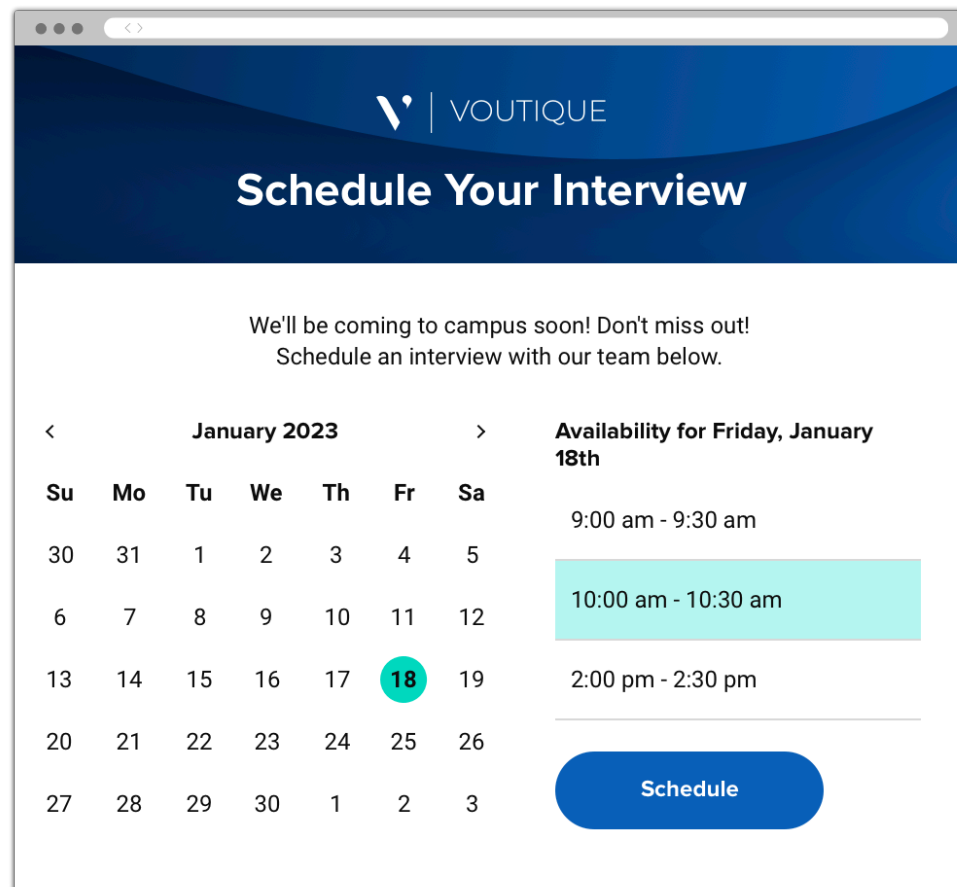 VOUTIQUE
Schedule Your Interview
We'll be coming to campus soon! Don't miss out!
Schedule an interview with our team below.
January 2023
Su Mo Tu We Th Fr Sa
30 31 1 2 3 4 5
6 7 8 9 10 11 12
13 14 15 16 17 18 19
20 21 22 23 24 25 26
27 28 29 30 1 2 3
Availability for Friday, January
18th
9:00 am - 9:30 am
10:00 am - 10:30 am
2:00 pm - 2:30 pm
Schedule